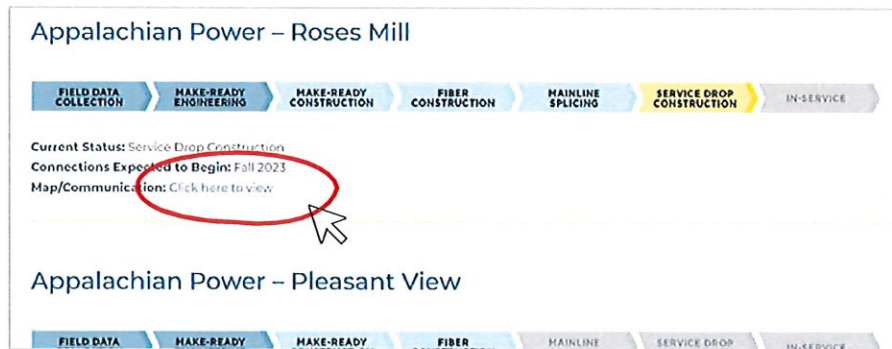 Appalachian Power – Roses Mill
FIELD DATA COLLECTION MAKE-READY ENGINEERING MAKE-READY CONSTRUCTION FIBER CONSTRUCTION MAINLINE SPLICING SERVICE DROP CONSTRUCTION IN-SERVICE
Current Status: Service Drop Construction
Connections Expected to Begin: Fall 2023
Map/Communication: Click here to view
Appalachian Power – Pleasant View
FIELD DATA MAKE-READY MAKE-READY FIBER MAINLINE SERVICE DROP IN-SERVICE